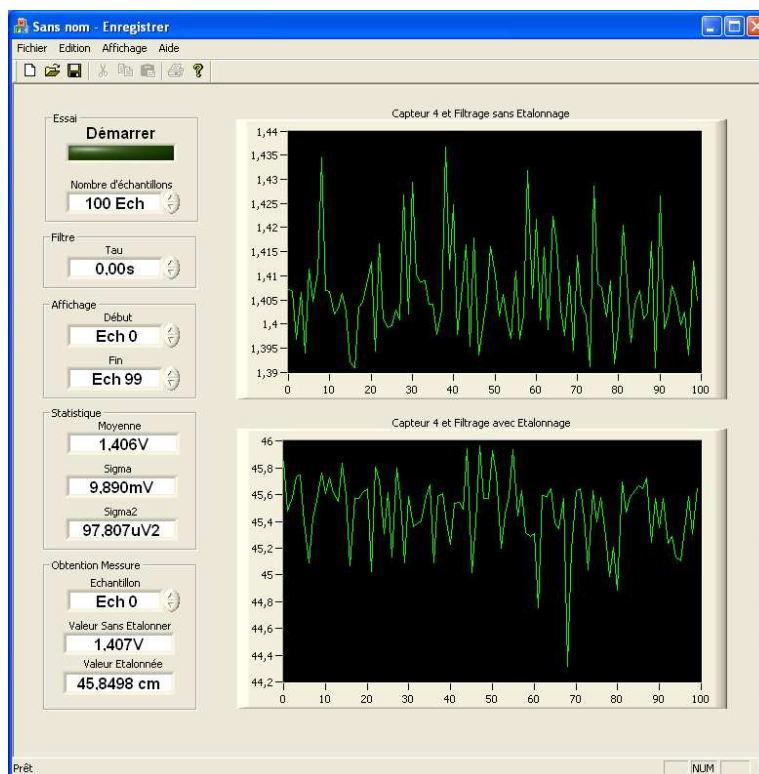 Sans nom - Enregistrer
Fichier Edition Affichage Aide
Essai
Démarrer
Nombre d'échantillons
100 Ech
Filtre
Tau
0,00s
Affichage
Début
Ech 0
Fin
Ech 99
Statistique
Moyenne
1,406V
Sigma
9,890mV
Sigma2
97,807uV2
Obtention Messure
Echantillon
Ech 0
Valeur Sans Etalonner
1,407V
Valeur Etalonnée
45,8498 cm
Capteur 4 et Filtrage sans Etalonnage
1,44
1,435
1,43
1,425
1,42
1,415
1,41
1,405
1,4
1,395
1,39
0 10 20 30 40 50 60 70 80 90 100
Capteur 4 et Filtrage avec Etalonnage
46
45,8
45,6
45,4
45,2
45
44,8
44,6
44,4
44,2
0 10 20 30 40 50 60 70 80 90 100
Prêt NUM